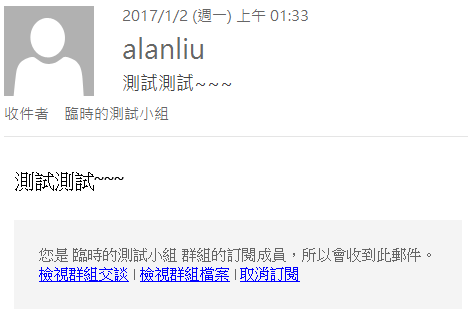 2017/1/2 (週一) 上午 01:33
alanliu
測試測試~~~
收件者 臨時的測試小組
測試測試~~~
您是 臨時的測試小組 群組的訂閱成員，所以會收到此郵件。
檢視群組交談 | 檢視群組檔案 | 取消訂閱